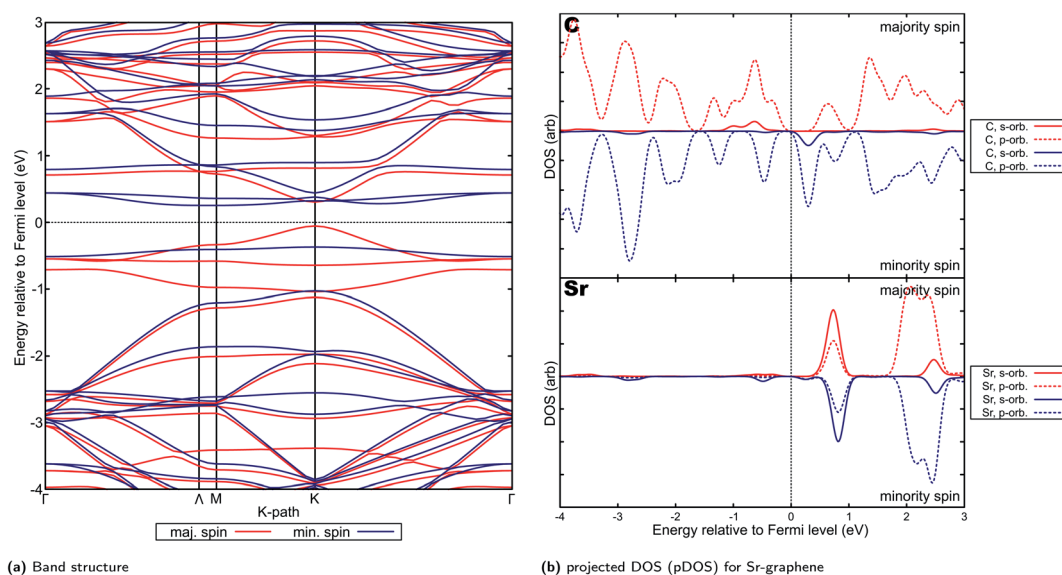 3
2
1
0
-1
-2
-3
-4
Energy relative to Fermi level (eV)
Γ Λ M K Γ
K-path
maj. spin min. spin
(a) Band structure
C
majority spin
DOS (arb)
minority spin
C, s-orb.
C, p-orb.
C, s-orb.
C, p-orb.
Sr
majority spin
DOS (arb)
minority spin
Sr, s-orb.
Sr, p-orb.
Sr, s-orb.
Sr, p-orb.
-4 -3 -2 -1 0 1 2 3
Energy relative to Fermi level (eV)
(b) projected DOS (pDOS) for Sr-graphene